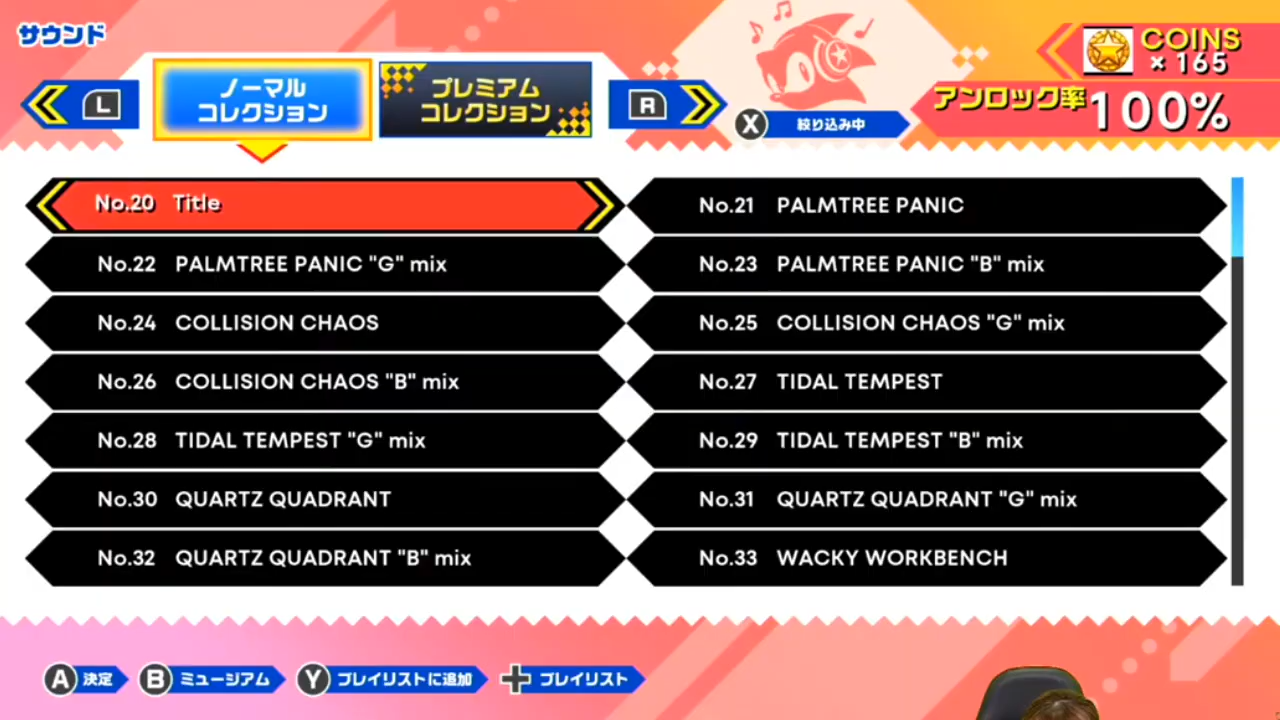 サウンド
L
ノーマル
コレクション
プレミアム
コレクション
R
X 絞り込み中
COINS
× 165
アンロック率 100%
No.20 Title
No.21 PALMTREE PANIC
No.22 PALMTREE PANIC "G" mix
No.23 PALMTREE PANIC "B" mix
No.24 COLLISION CHAOS
No.25 COLLISION CHAOS "G" mix
No.26 COLLISION CHAOS "B" mix
No.27 TIDAL TEMPEST
No.28 TIDAL TEMPEST "G" mix
No.29 TIDAL TEMPEST "B" mix
No.30 QUARTZ QUADRANT
No.31 QUARTZ QUADRANT "G" mix
No.32 QUARTZ QUADRANT "B" mix
No.33 WACKY WORKBENCH
A 決定 B ミュージアム Y プレイリストに追加 + プレイリスト